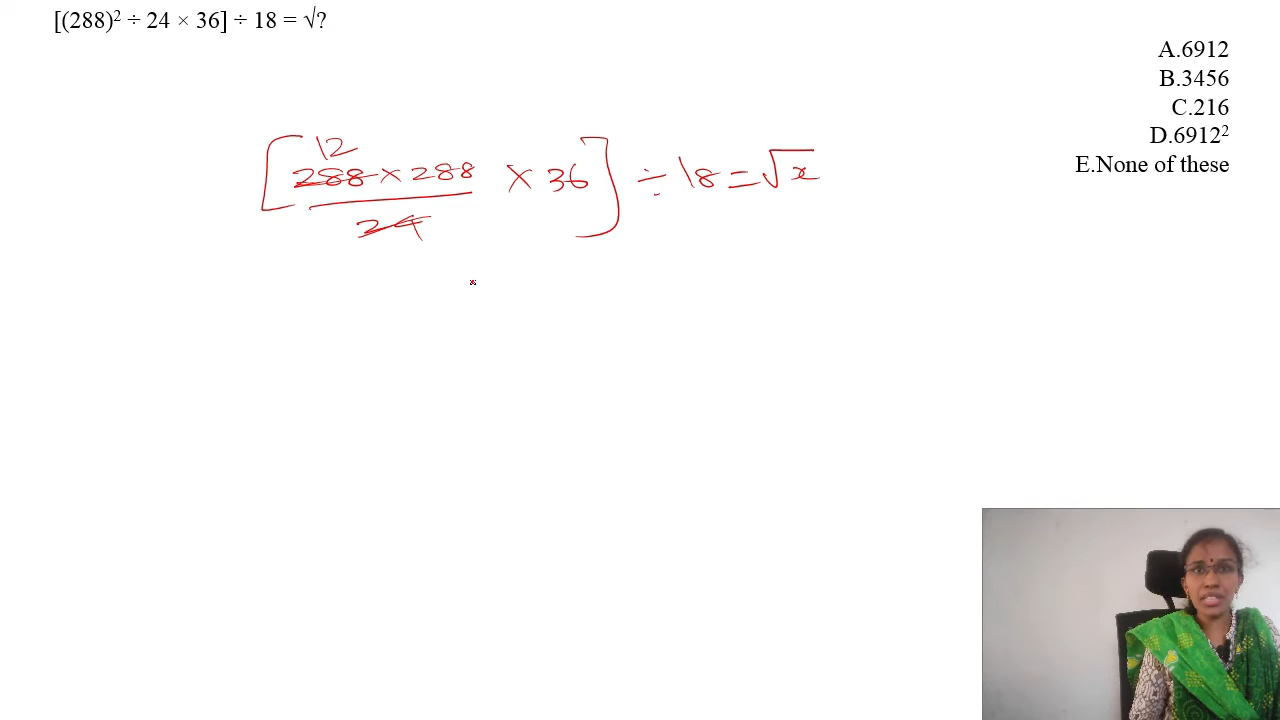 [(288)² ÷ 24 × 36] ÷ 18 = √?
A.6912
B.3456
C.216
D.6912²
E.None of these
12
[288 × 288 × 36] ÷ 18 = √x
24